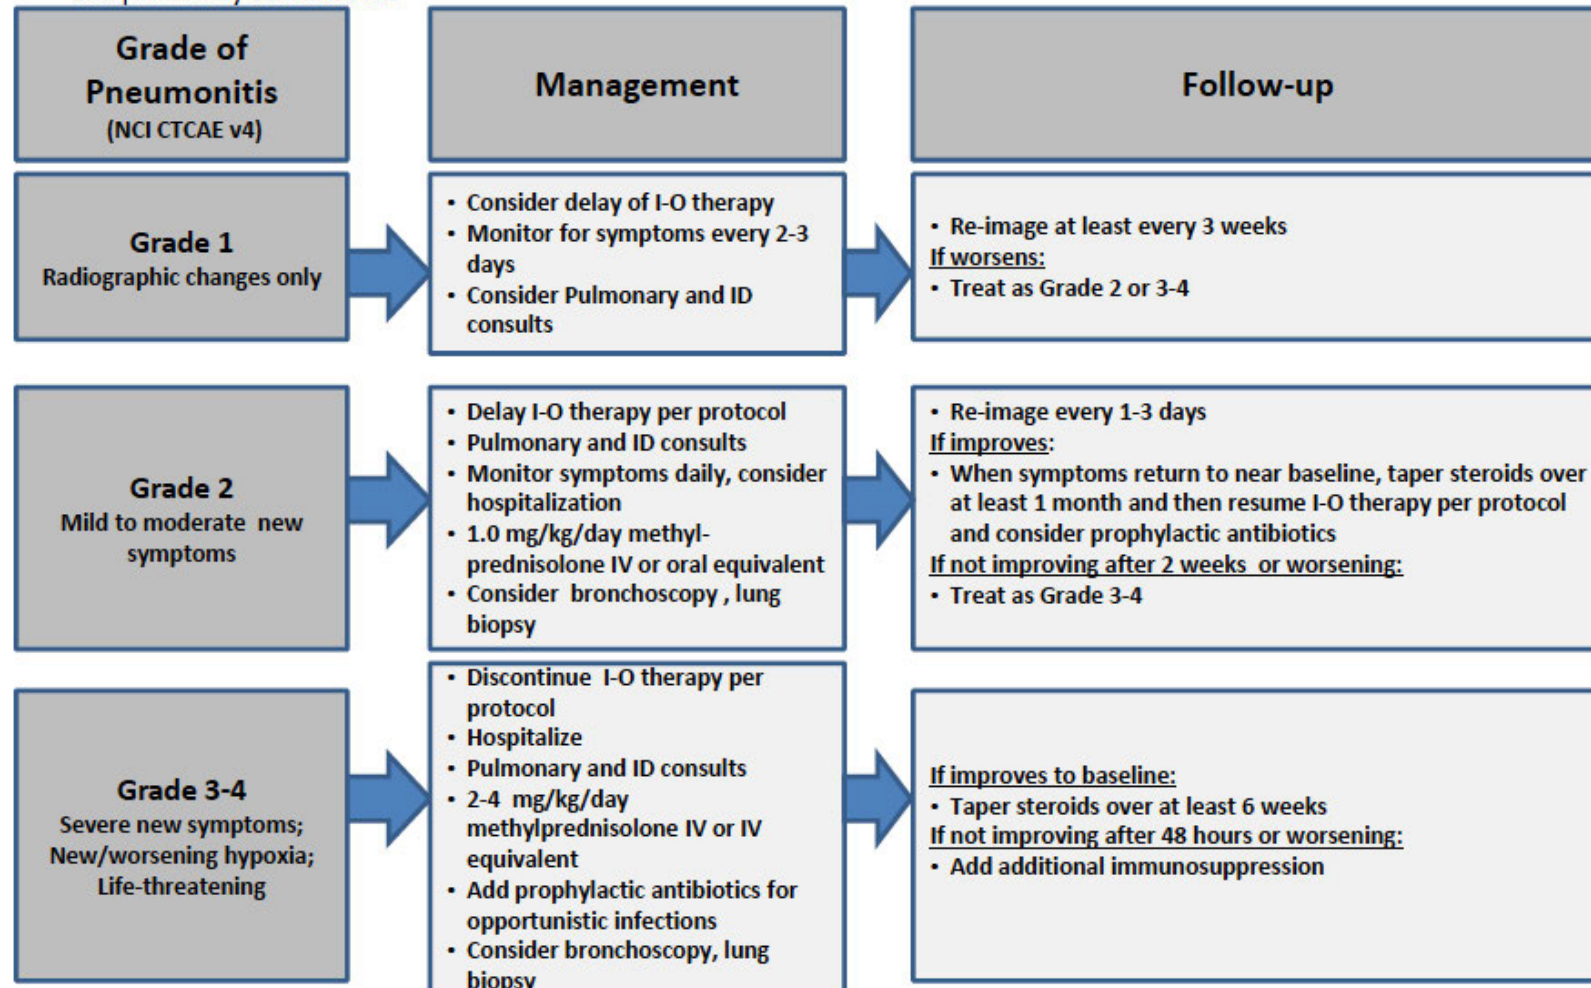 Grade of
Pneumonitis
(NCI CTCAE v4)
Management
Follow-up
Grade 1
Radiographic changes only
• Consider delay of I-O therapy
• Monitor for symptoms every 2-3
days
• Consider Pulmonary and ID
consults
• Re-image at least every 3 weeks
If worsens:
• Treat as Grade 2 or 3-4
Grade 2
Mild to moderate new
symptoms
• Delay I-O therapy per protocol
• Pulmonary and ID consults
• Monitor symptoms daily, consider
hospitalization
• 1.0 mg/kg/day methyl-
prednisolone IV or oral equivalent
• Consider bronchoscopy , lung
biopsy
• Re-image every 1-3 days
If improves:
• When symptoms return to near baseline, taper steroids over
at least 1 month and then resume I-O therapy per protocol
and consider prophylactic antibiotics
If not improving after 2 weeks or worsening:
• Treat as Grade 3-4
Grade 3-4
Severe new symptoms;
New/worsening hypoxia;
Life-threatening
• Discontinue I-O therapy per
protocol
• Hospitalize
• Pulmonary and ID consults
• 2-4 mg/kg/day
methylprednisolone IV or IV
equivalent
• Add prophylactic antibiotics for
opportunistic infections
• Consider bronchoscopy, lung
biopsy
If improves to baseline:
• Taper steroids over at least 6 weeks
If not improving after 48 hours or worsening:
• Add additional immunosuppression